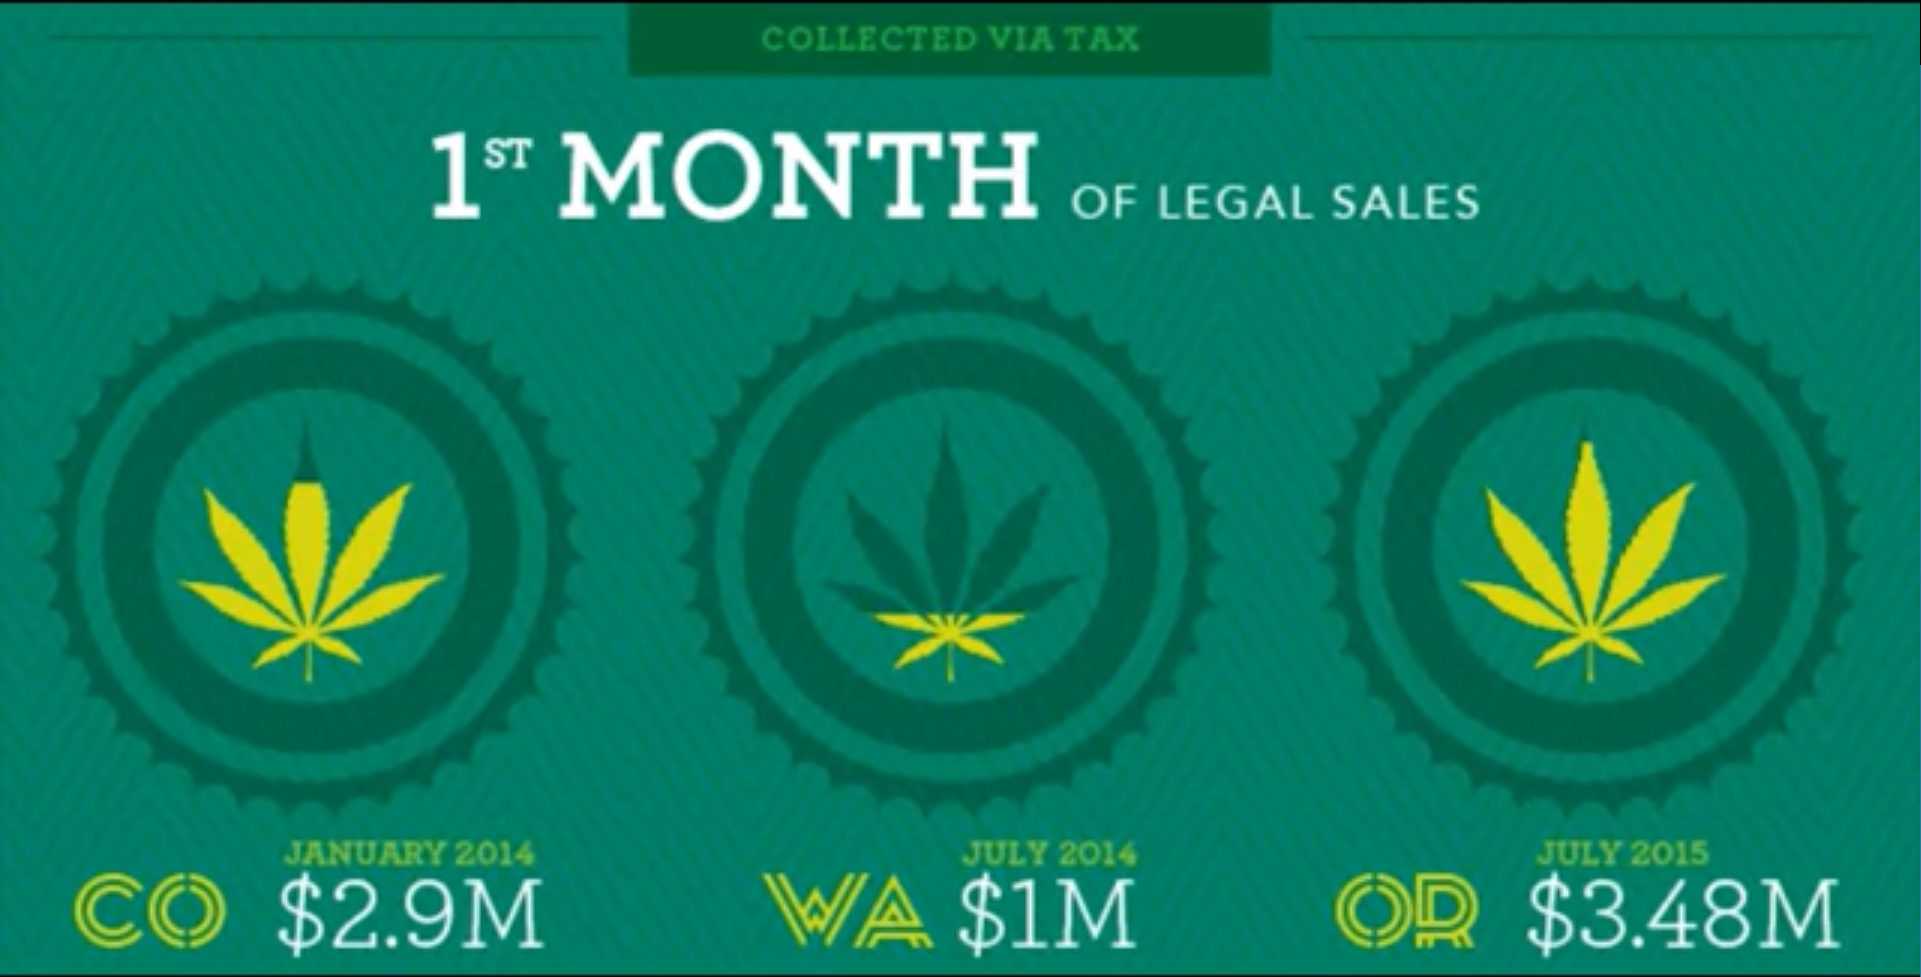 COLLECTED VIA TAX
1ST MONTH OF LEGAL SALES
JANUARY 2014
CO $2.9M
JULY 2014
WA $1M
JULY 2015
OR $3.48M